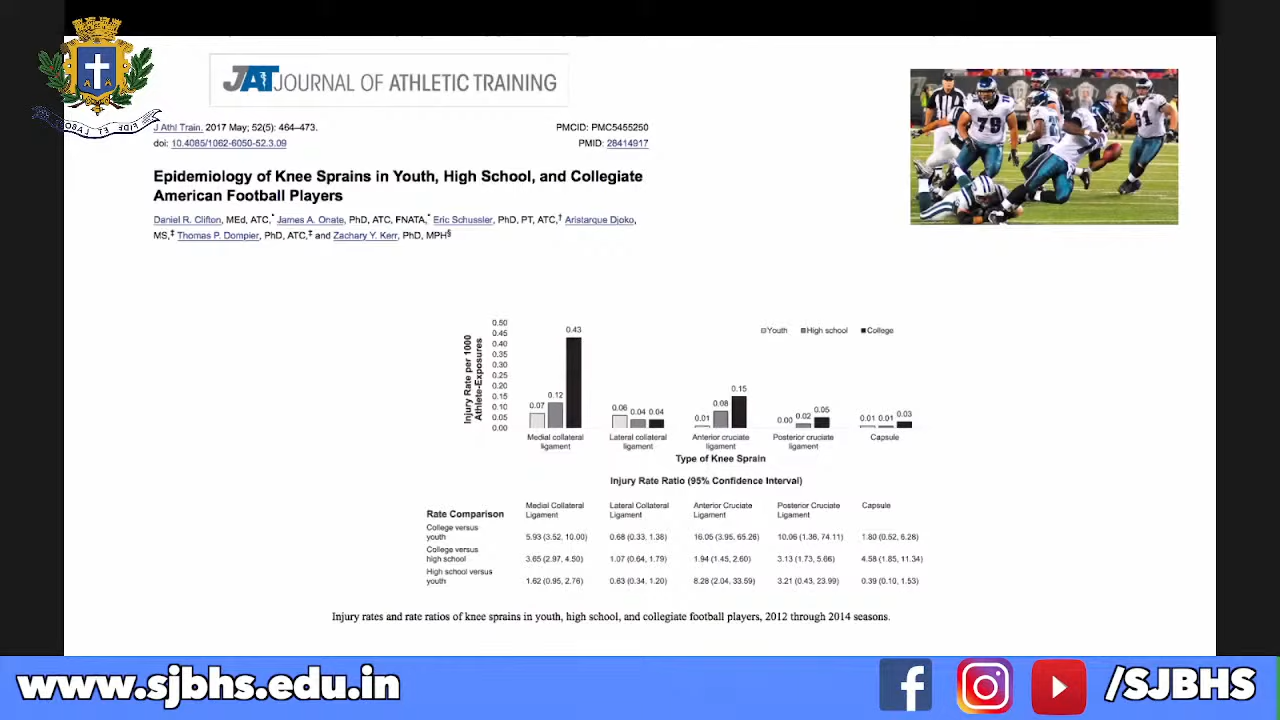 JAT JOURNAL OF ATHLETIC TRAINING
J Athl Train. 2017 May; 52(5): 464–473.
PMCID: PMC5455250
doi: 10.4085/1062-6050-52.3.09
PMID: 28414917
Epidemiology of Knee Sprains in Youth, High School, and Collegiate
American Football Players
Daniel R. Clifton, MEd, ATC,* James A. Onate, PhD, ATC, FNATA,* Eric Schussler, PhD, PT, ATC,† Aristarque Djoko,
MS,‡ Thomas P. Dompier, PhD, ATC,‡ and Zachary Y. Kerr, PhD, MPH§
79
Injury Rate per 1000
Athlete-Exposures
0.50
0.45
0.40
0.35
0.30
0.25
0.20
0.15
0.10
0.05
0.00
Youth High school College
0.07 0.12 0.43
0.06 0.04 0.04
0.01 0.08 0.15
0.00 0.02 0.05
0.01 0.01 0.03
Medial collateral
ligament
Lateral collateral
ligament
Anterior cruciate
ligament
Posterior cruciate
ligament
Capsule
Type of Knee Sprain
Injury Rate Ratio (95% Confidence Interval)
Rate Comparison
Medial Collateral
Ligament
Lateral Collateral
Ligament
Anterior Cruciate
Ligament
Posterior Cruciate
Ligament
Capsule
College versus
youth
5.93 (3.52, 10.00) 0.68 (0.33, 1.38) 16.05 (3.95, 65.26) 10.06 (1.36, 74.11) 1.80 (0.52, 6.28)
College versus
high school
3.65 (2.97, 4.50) 1.07 (0.64, 1.79) 1.94 (1.45, 2.60) 3.13 (1.73, 5.66) 4.58 (1.85, 11.34)
High school versus
youth
1.62 (0.95, 2.76) 0.63 (0.34, 1.20) 8.28 (2.04, 33.59) 3.21 (0.43, 23.99) 0.39 (0.10, 1.53)
Injury rates and rate ratios of knee sprains in youth, high school, and collegiate football players, 2012 through 2014 seasons.
www.sjbhs.edu.in
/SJBHS